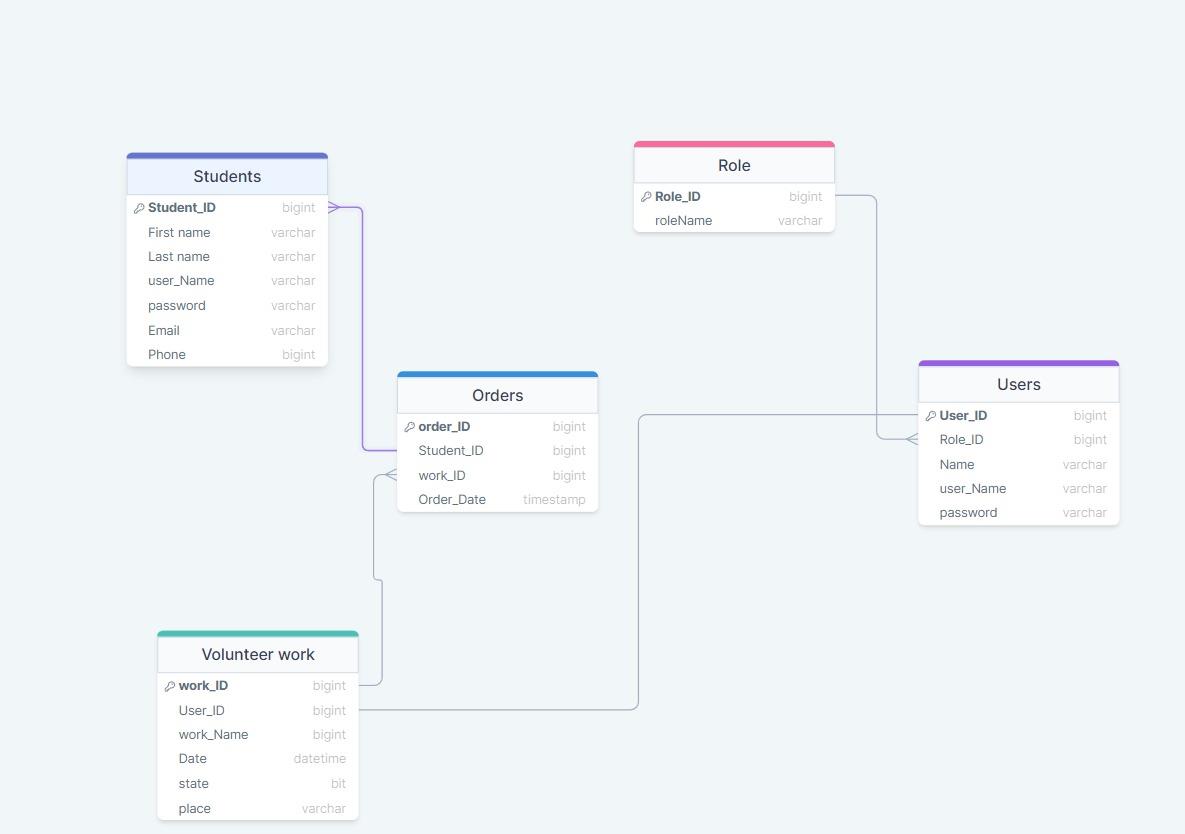 Students
Student_ID bigint
First name varchar
Last name varchar
user_Name varchar
password varchar
Email varchar
Phone bigint
Role
Role_ID bigint
roleName varchar
Orders
order_ID bigint
Student_ID bigint
work_ID bigint
Order_Date timestamp
Users
User_ID bigint
Role_ID bigint
Name varchar
user_Name varchar
password varchar
Volunteer work
work_ID bigint
User_ID bigint
work_Name bigint
Date datetime
state bit
place varchar